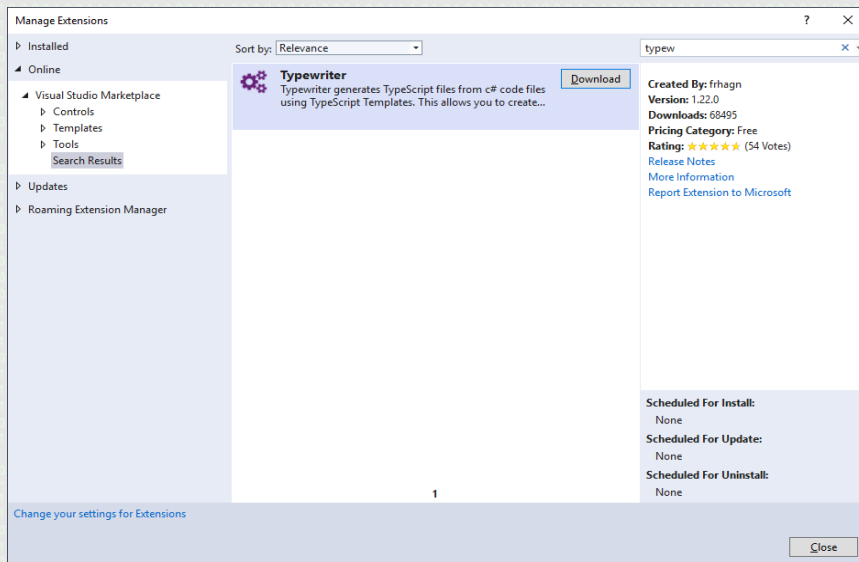 Manage Extensions
?
Installed
Online
Visual Studio Marketplace
Controls
Templates
Tools
Search Results
Updates
Roaming Extension Manager
Sort by: Relevance
Typewriter
Typewriter generates TypeScript files from c# code files
using TypeScript Templates. This allows you to create...
Download
1
typew
Created By: frhagn
Version: 1.22.0
Downloads: 68495
Pricing Category: Free
Rating: (54 Votes)
Release Notes
More Information
Report Extension to Microsoft
Scheduled For Install:
None
Scheduled For Update:
None
Scheduled For Uninstall:
None
Change your settings for Extensions
Close